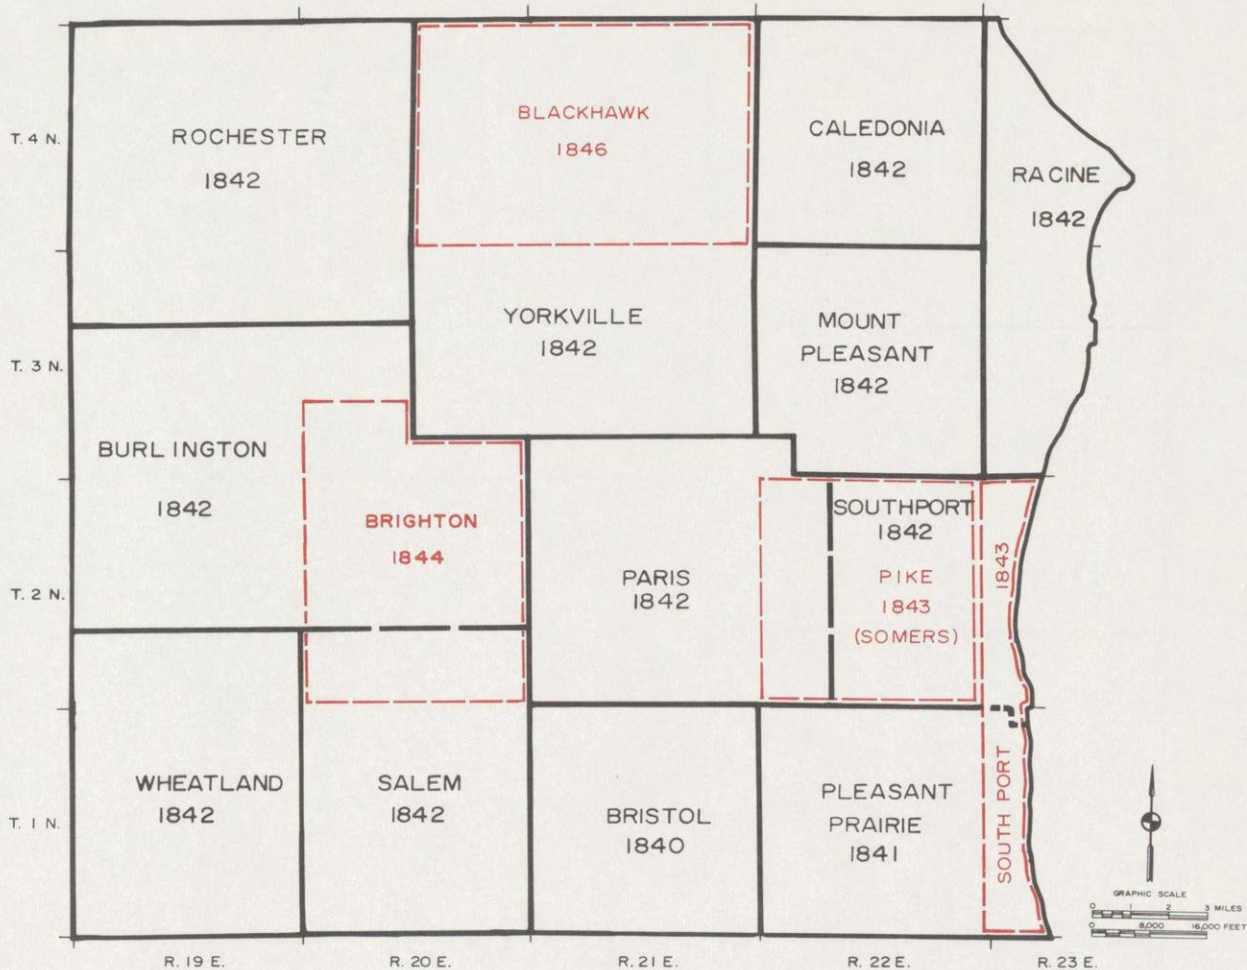 T. 4 N.
ROCHESTER
1842
BLACKHAWK
1846
CALEDONIA
1842
RACINE
1842
T. 3 N.
YORKVILLE
1842
MOUNT
PLEASANT
1842
BURLINGTON
1842
BRIGHTON
1844
T. 2 N.
PARIS
1842
SOUTHPORT
1842
PIKE
1843
(SOMERS)
1843
SOUTH PORT
T. 1 N.
WHEATLAND
1842
SALEM
1842
BRISTOL
1840
PLEASANT
PRAIRIE
1841
GRAPHIC SCALE
0 1 2 3 MILES
0 8,000 16,000 FEET
R. 19 E. R. 20 E. R. 21 E. R. 22 E. R. 23 E.